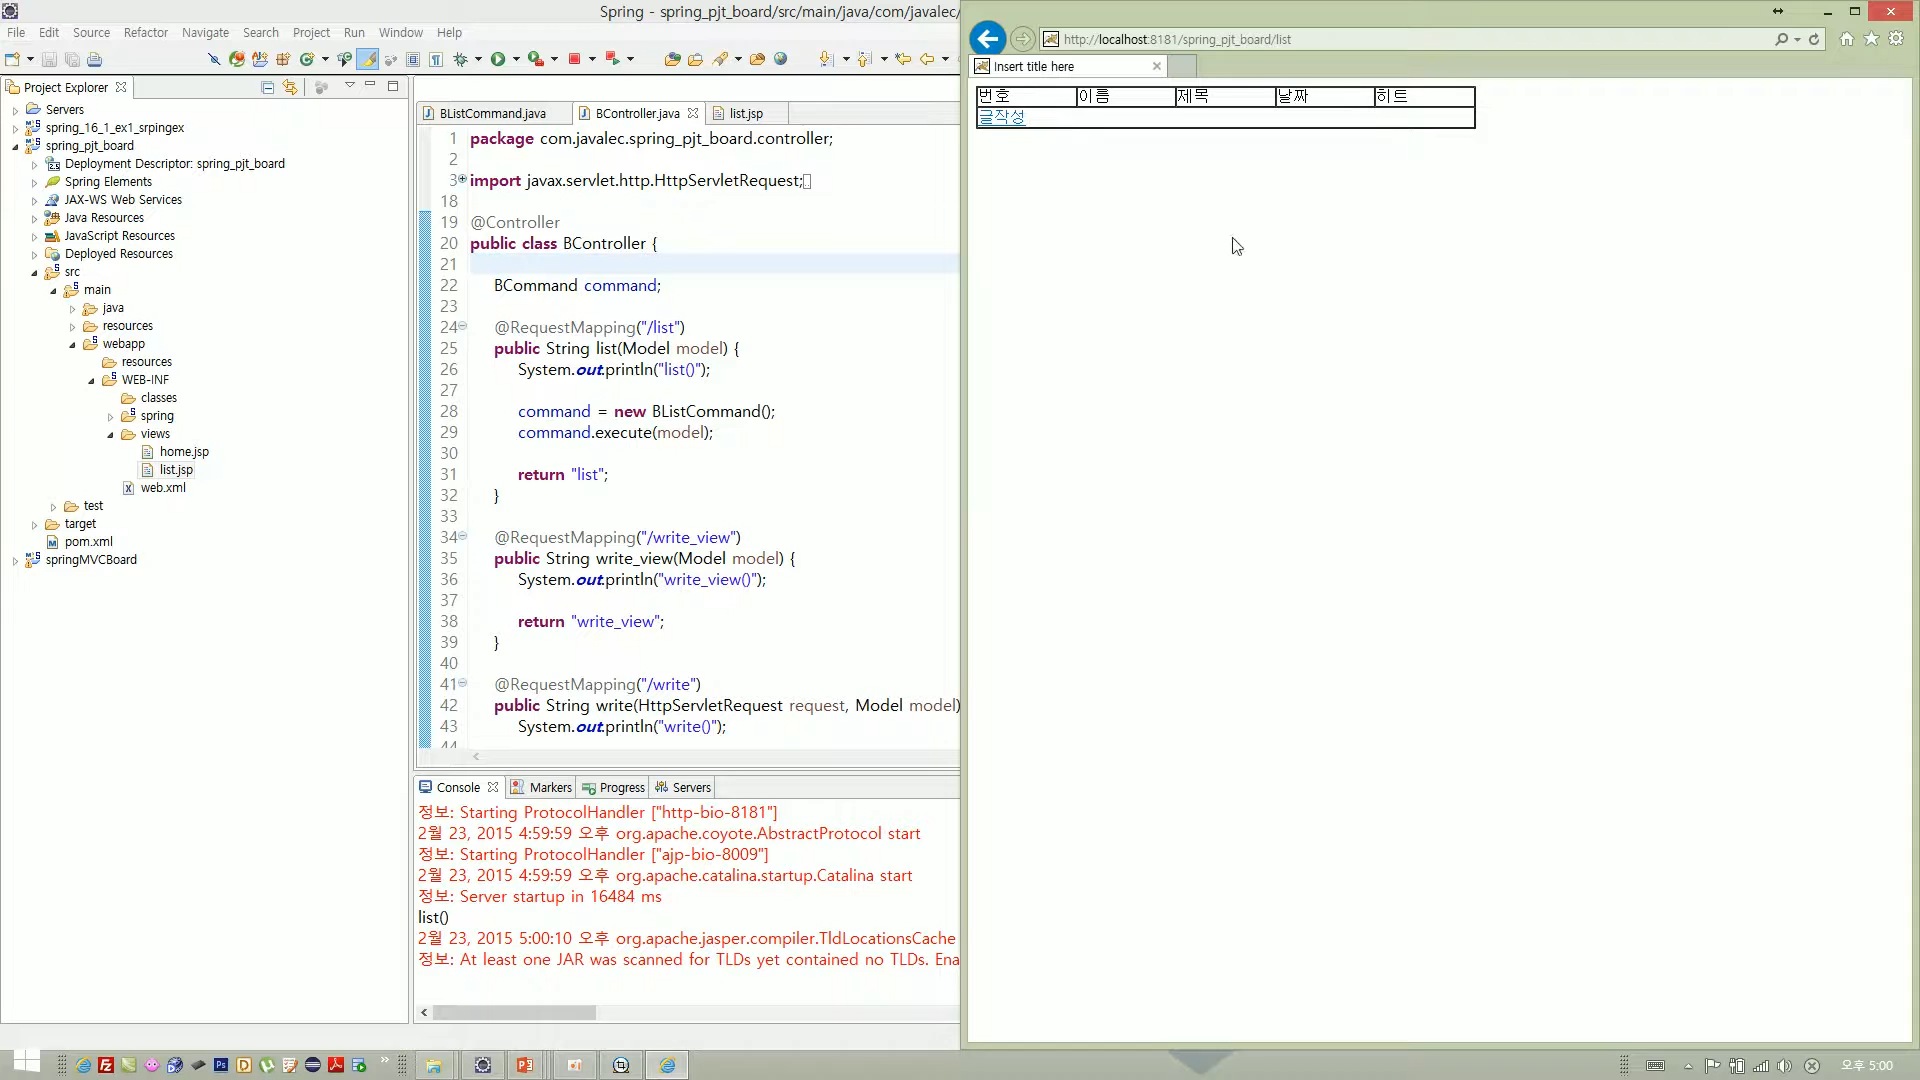 Spring - spring_pjt_board/src/main/java/com/javalec/
File Edit Source Refactor Navigate Search Project Run Window Help
Project Explorer
Servers
spring_16_1_ex1_srpingex
spring_pjt_board
Deployment Descriptor: spring_pjt_board
Spring Elements
JAX-WS Web Services
Java Resources
JavaScript Resources
Deployed Resources
src
main
java
resources
webapp
resources
WEB-INF
classes
spring
views
home.jsp
list.jsp
web.xml
test
target
pom.xml
springMVCBoard
BListCommand.java BController.java list.jsp
1 package com.javalec.spring_pjt_board.controller;
2
3 import javax.servlet.http.HttpServletRequest;
18
19 @Controller
20 public class BController {
21
22 BCommand command;
23
24 @RequestMapping("/list")
25 public String list(Model model) {
26 System.out.println("list()");
27
28 command = new BListCommand();
29 command.execute(model);
30
31 return "list";
32 }
33
34 @RequestMapping("/write_view")
35 public String write_view(Model model) {
36 System.out.println("write_view()");
37
38 return "write_view";
39 }
40
41 @RequestMapping("/write")
42 public String write(HttpServletRequest request, Model model)
43 System.out.println("write()");
44
Console Markers Progress Servers
정보: Starting ProtocolHandler ["http-bio-8181"]
2월 23, 2015 4:59:59 오후 org.apache.coyote.AbstractProtocol start
정보: Starting ProtocolHandler ["ajp-bio-8009"]
2월 23, 2015 4:59:59 오후 org.apache.catalina.startup.Catalina start
정보: Server startup in 16484 ms
list()
2월 23, 2015 5:00:10 오후 org.apache.jasper.compiler.TldLocationsCache
정보: At least one JAR was scanned for TLDs yet contained no TLDs. Ena
http://localhost:8181/spring_pjt_board/list
Insert title here
번호 이름 제목 날짜 히트
글작성
오후 5:00